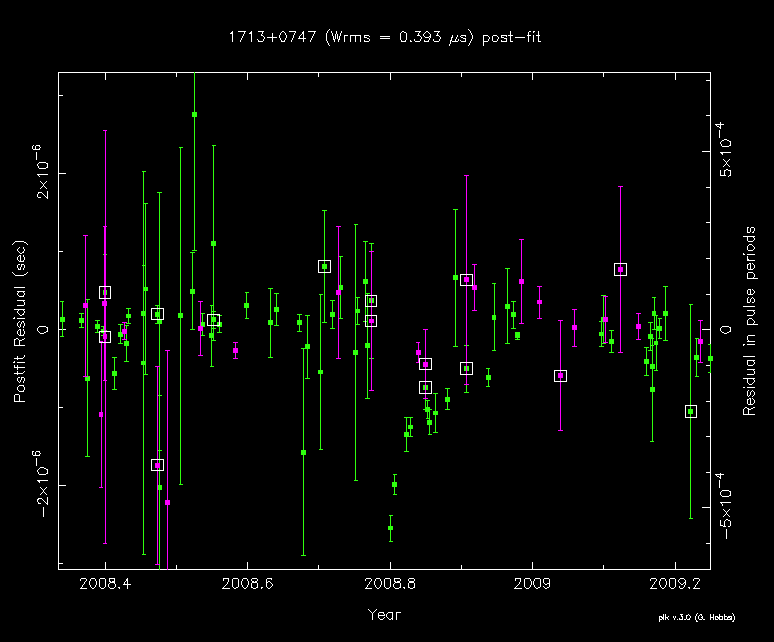 1713+0747 (Wrms = 0.393 μs) post-fit
Postfit Residual (sec)
2×10⁻⁶
0
-2×10⁻⁶
5×10⁻⁴
0
-5×10⁻⁴
Residual in pulse periods
2008.4 2008.6 2008.8 2009 2009.2
Year
plk v.3.0 (G. Hobbs)